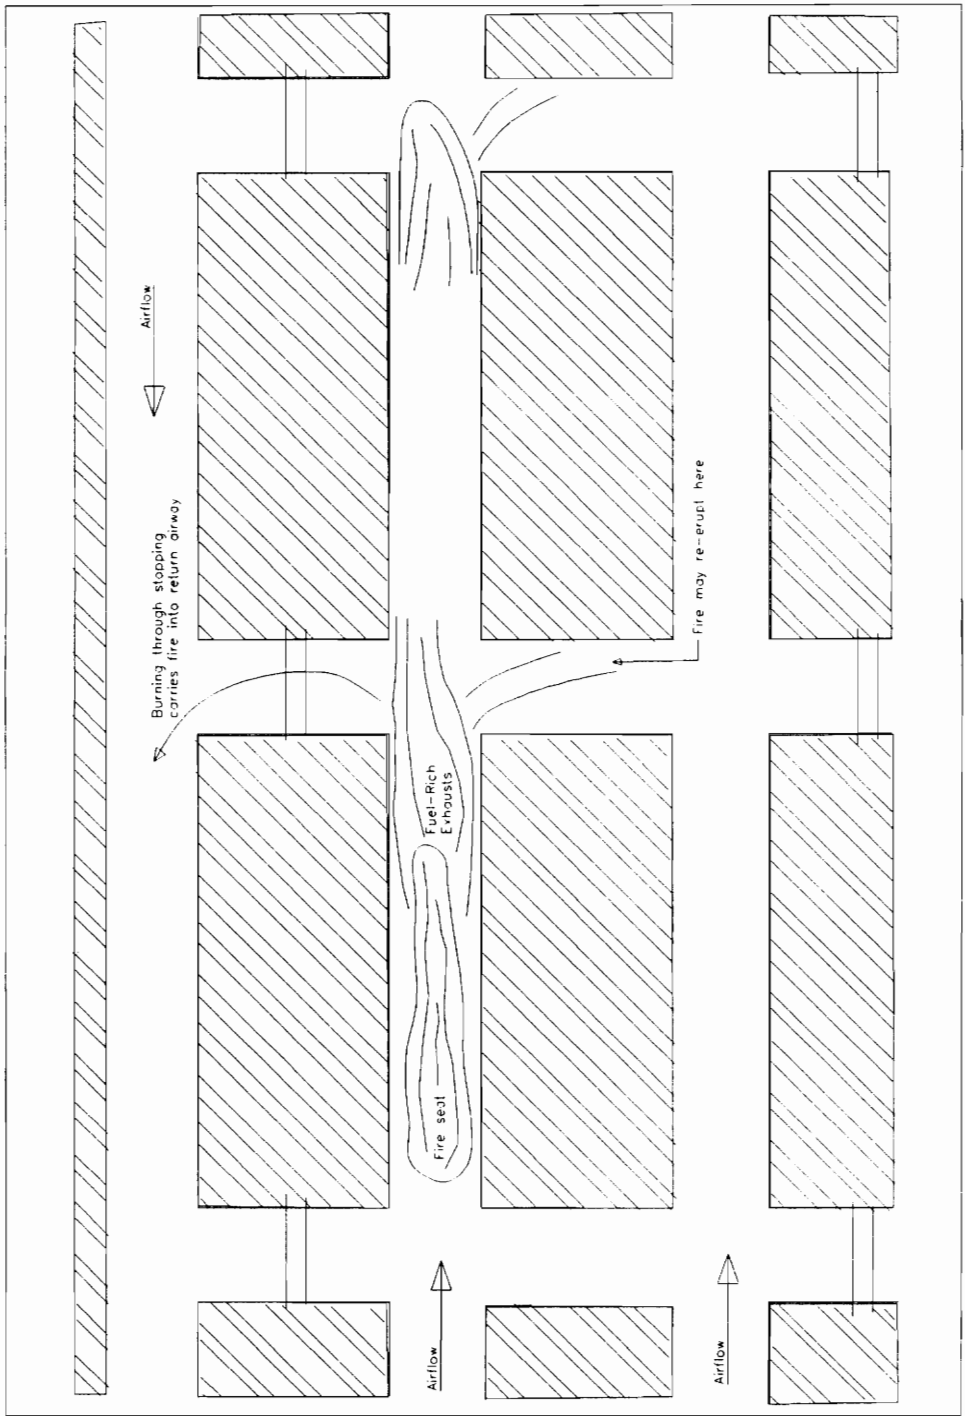 Airflow
Burning through stopping
carries fire into return airway
Fuel-Rich
Exhausts
Fire seat
Fire may re-erupt here
Airflow
Airflow